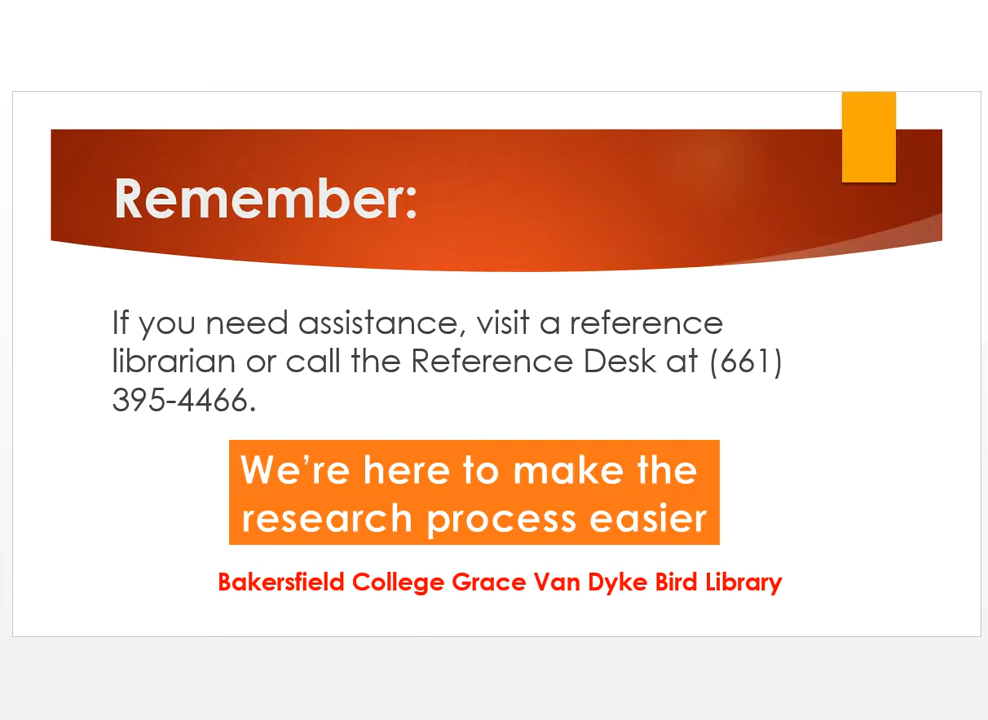 Remember:
If you need assistance, visit a reference
librarian or call the Reference Desk at (661)
395-4466.
We’re here to make the
research process easier
Bakersfield College Grace Van Dyke Bird Library